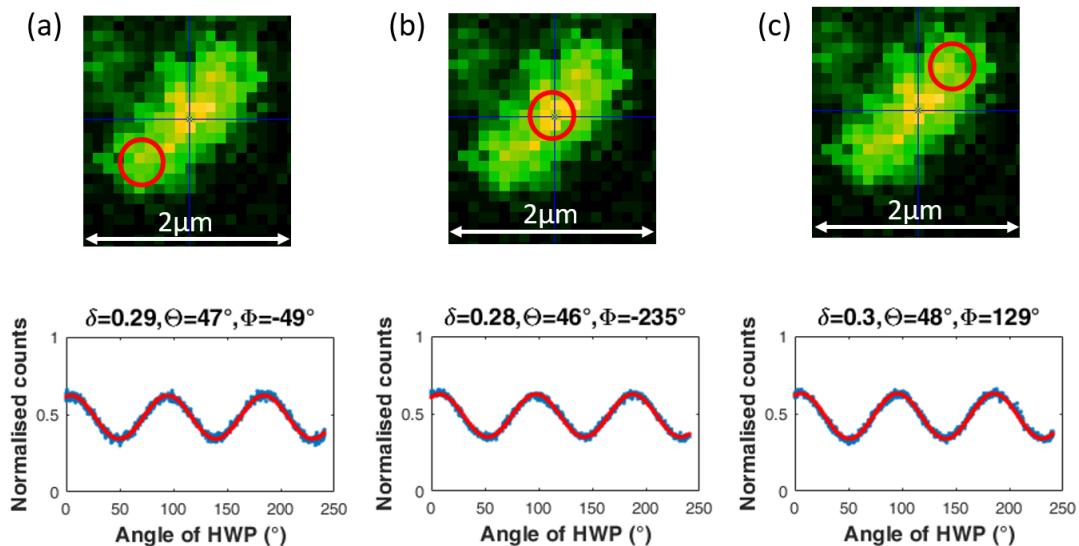 (a)
(b)
(c)
2μm
2μm
2μm
δ=0.29,Θ=47°,Φ=-49°
δ=0.28,Θ=46°,Φ=-235°
δ=0.3,Θ=48°,Φ=129°
Normalised counts
1
0.5
0
0 50 100 150 200 250
Angle of HWP (°)
Normalised counts
1
0.5
0
0 50 100 150 200 250
Angle of HWP (°)
Normalised counts
1
0.5
0
0 50 100 150 200 250
Angle of HWP (°)